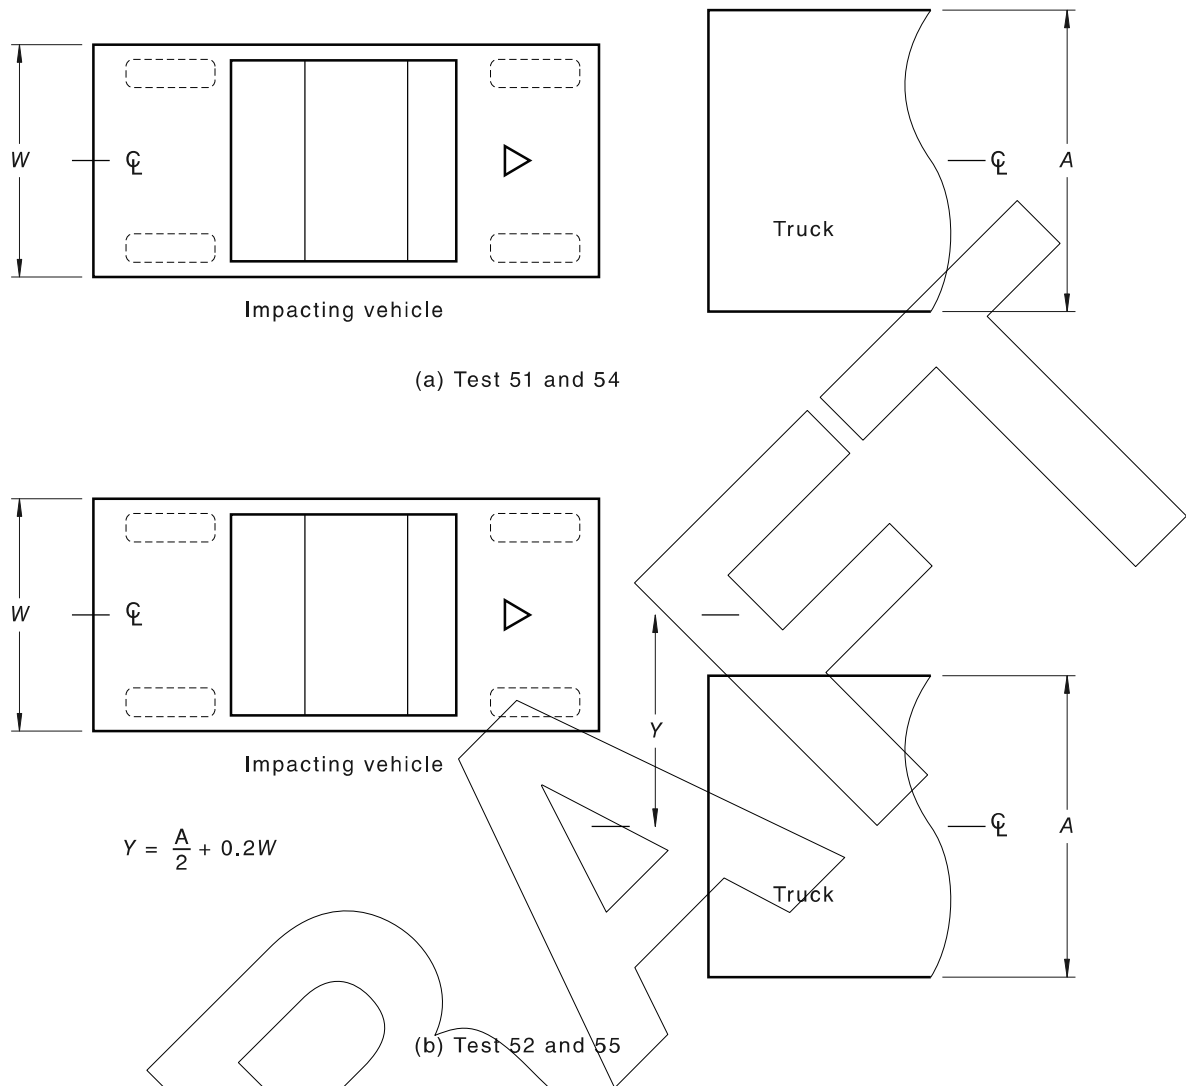 W
℄
Truck
℄
A
Impacting vehicle
(a) Test 51 and 54
W
℄
Y
Impacting vehicle
Y = A/2 + 0.2W
℄
A
Truck
(b) Test 52 and 55
DRAFT